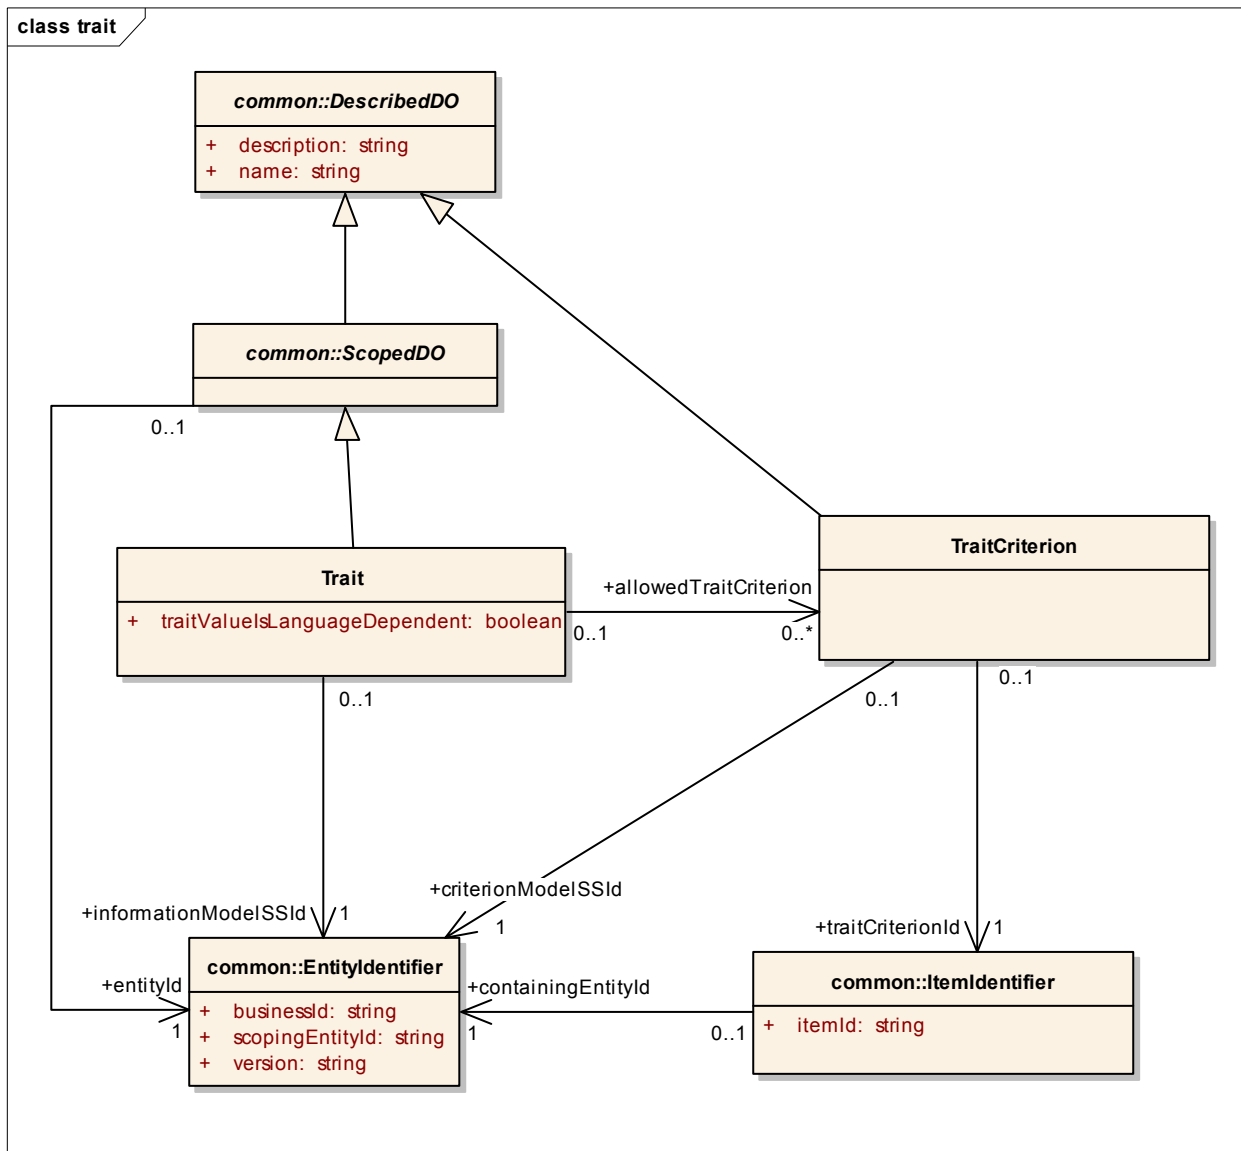 class trait
common::DescribedDO
+ description: string
+ name: string
common::ScopedDO
0..1
Trait
+ traitValueIsLanguageDependent: boolean
+allowedTraitCriterion
0..1
0..*
TraitCriterion
0..1
0..1
0..1
+informationModelSSId
1
+criterionModelSSId
1
+traitCriterionId
1
+entityId
1
common::EntityIdentifier
+ businessId: string
+ scopingEntityId: string
+ version: string
+containingEntityId
1
0..1
common::ItemIdentifier
+ itemId: string